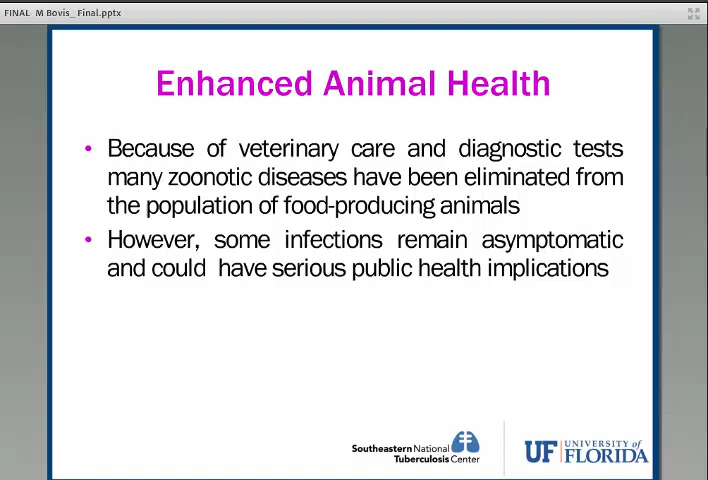 FINAL M Bovis_ Final.pptx
Enhanced Animal Health
• Because of veterinary care and diagnostic tests
many zoonotic diseases have been eliminated from
the population of food-producing animals
• However, some infections remain asymptomatic
and could have serious public health implications
Southeastern National
Tuberculosis Center
UF UNIVERSITY of
FLORIDA